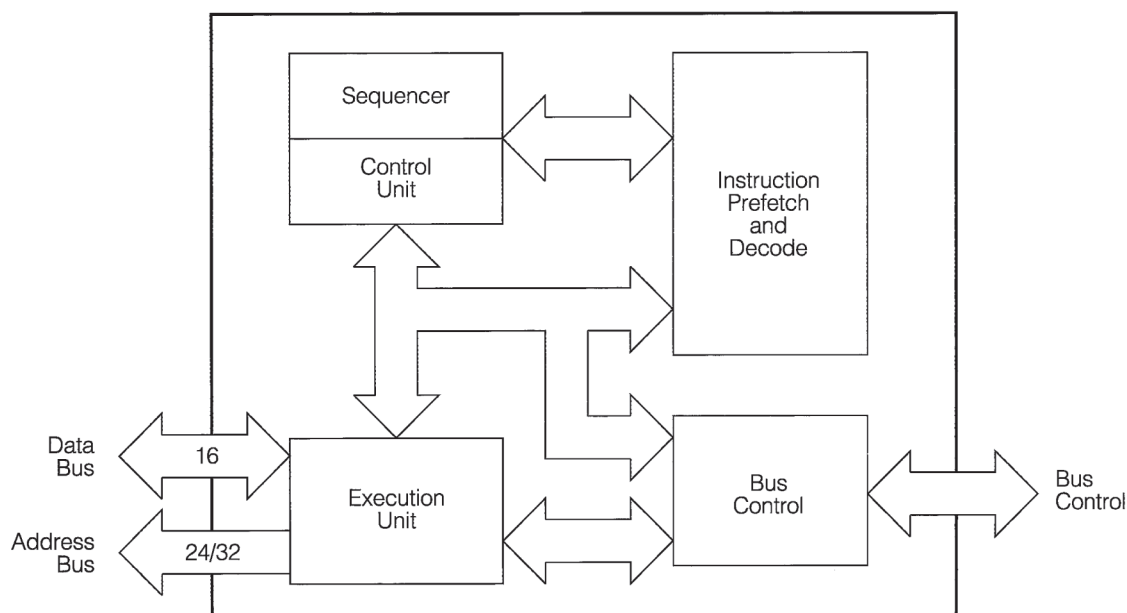 Sequencer
Control
Unit
Instruction
Prefetch
and
Decode
Data
Bus
16
Execution
Unit
Bus
Control
Bus
Control
Address
Bus
24/32